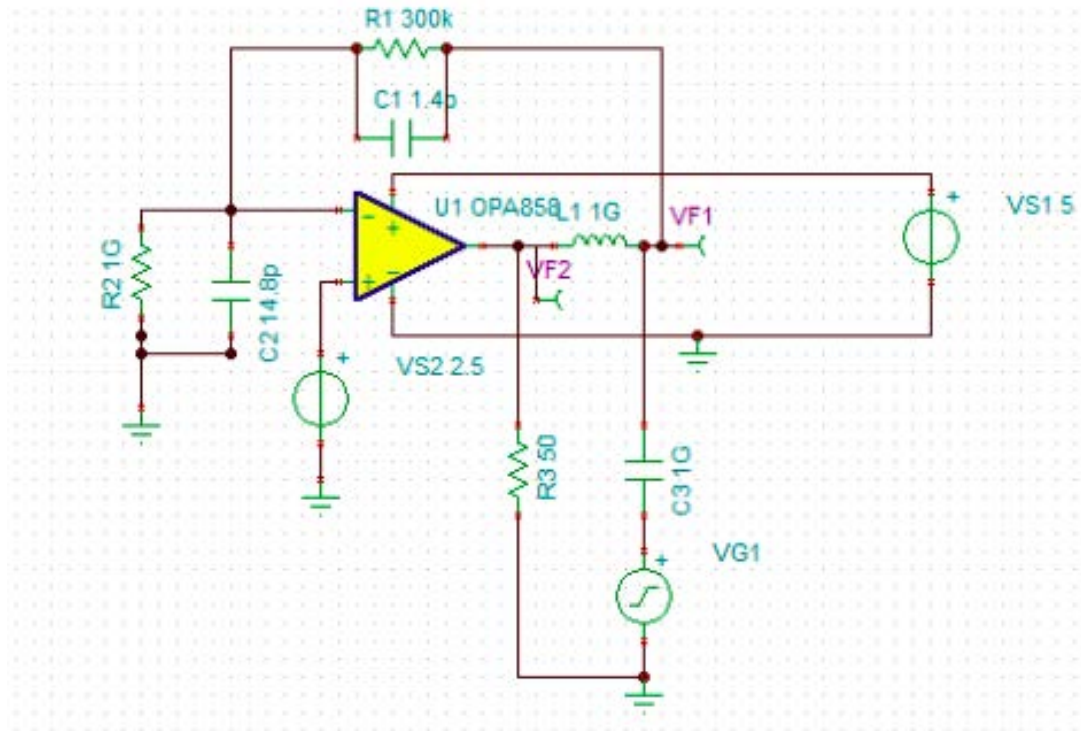 R1 300k
C1 1.4p
U1 OPA858
L1 1G
VF1
VS1 5
VF2
R2 1G
C2 14.8p
VS2 2.5
R3 50
C3 1G
VG1